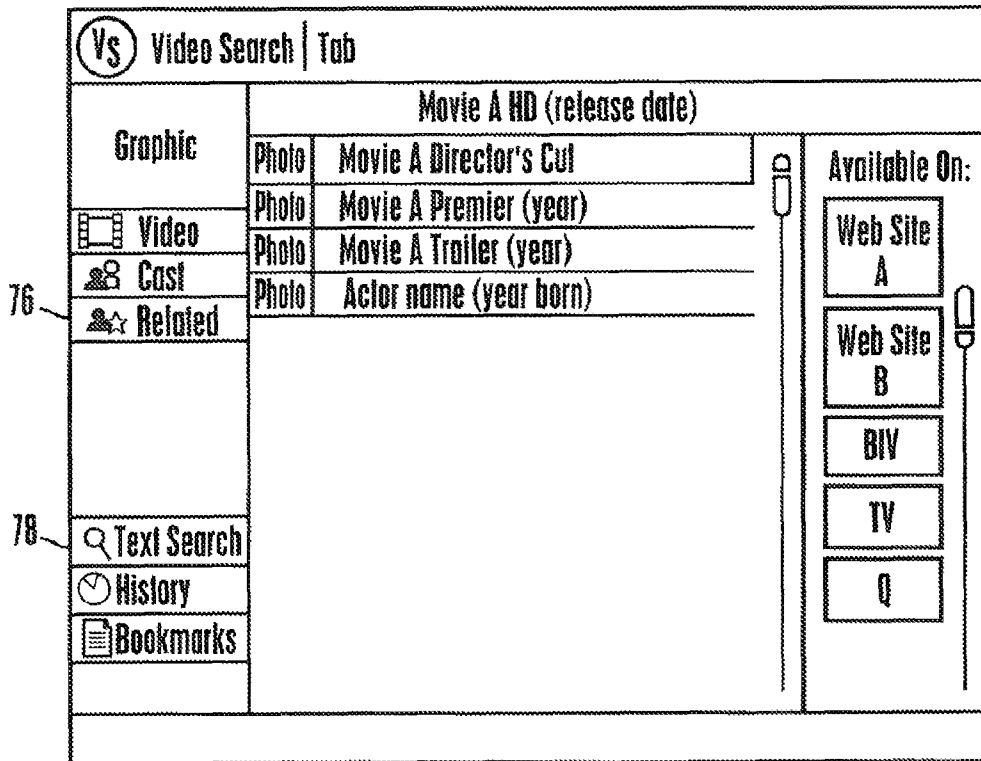 Vs Video Search | Tab
Movie A HD (release date)
Graphic
Video
Cast
76
Related
78
Text Search
History
Bookmarks
Photo Movie A Director's Cut
Photo Movie A Premier (year)
Photo Movie A Trailer (year)
Photo Actor name (year born)
Available On:
Web Site
A
Web Site
B
BIV
TV
Q